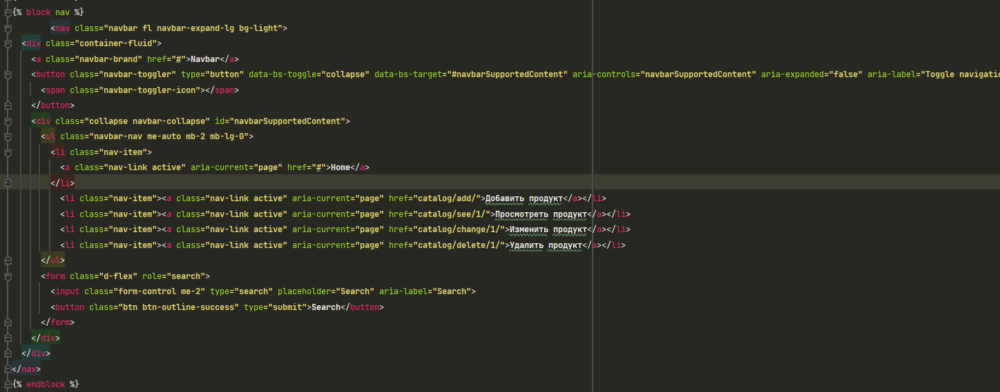 {% block nav %}
<nav class="navbar fl navbar-expand-lg bg-light">
<div class="container-fluid">
<a class="navbar-brand" href="#">Navbar</a>
<button class="navbar-toggler" type="button" data-bs-toggle="collapse" data-bs-target="#navbarSupportedContent" aria-controls="navbarSupportedContent" aria-expanded="false" aria-label="Toggle navigatio
<span class="navbar-toggler-icon"></span>
</button>
<div class="collapse navbar-collapse" id="navbarSupportedContent">
<ul class="navbar-nav me-auto mb-2 mb-lg-0">
<li class="nav-item">
<a class="nav-link active" aria-current="page" href="#">Home</a>
</li>
<li class="nav-item"><a class="nav-link active" aria-current="page" href="catalog/add/">Добавить продукт</a></li>
<li class="nav-item"><a class="nav-link active" aria-current="page" href="catalog/see/1/">Просмотреть продукт</a></li>
<li class="nav-item"><a class="nav-link active" aria-current="page" href="catalog/change/1/">Изменить продукт</a></li>
<li class="nav-item"><a class="nav-link active" aria-current="page" href="catalog/delete/1/">Удалить продукт</a></li>
</ul>
<form class="d-flex" role="search">
<input class="form-control me-2" type="search" placeholder="Search" aria-label="Search">
<button class="btn btn-outline-success" type="submit">Search</button>
</form>
</div>
</div>
</nav>
{% endblock %}